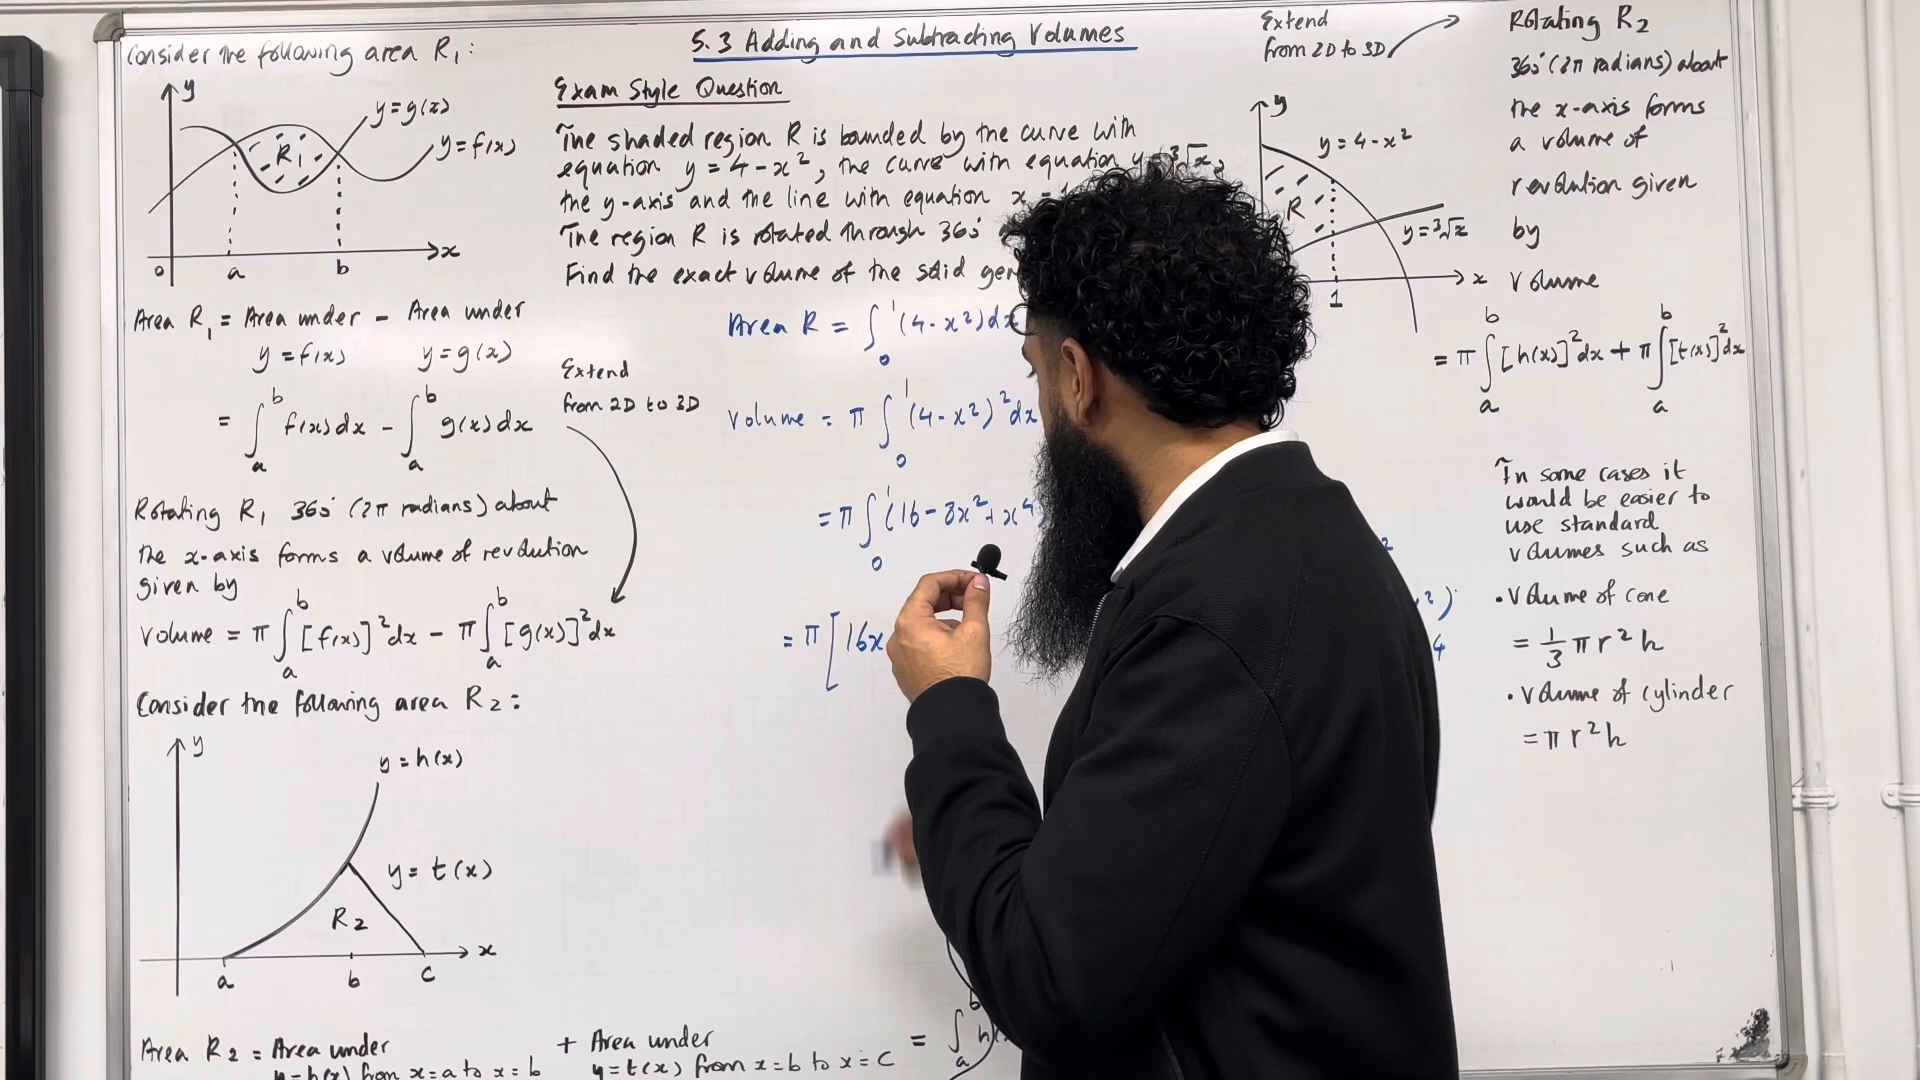 Consider the following area R₁:
y
y = g(x)
y = f(x)
R₁
0
a
b
x
Area R₁ = Area under - Area under
y = f(x) y = g(x)
= ∫ₐᵇ f(x) dx - ∫ₐᵇ g(x) dx
Extend
from 2D to 3D
Rotating R₁ 360° (2π radians) about
the x-axis forms a volume of revolution
given by
Volume = π ∫ₐᵇ [f(x)]² dx - π ∫ₐᵇ [g(x)]² dx
Consider the following area R₂:
y
y = h(x)
y = t(x)
R₂
a
b
c
x
Area R₂ = Area under + Area under = ∫ₐᵇ
y = h(x) from x = a to x = b y = t(x) from x = b to x = c
5.3 Adding and Subtracting Volumes
Exam Style Question
The shaded region R is bounded by the curve with
equation y = 4 - x², the curve with equation y = ³√x,
the y-axis and the line with equation x
The region R is rotated through 360°
Find the exact volume of the solid
Area R = ∫₀¹ (4 - x²) dx
Volume = π ∫₀¹ (4 - x²)² dx
= π ∫₀¹ (16 - 8x² + x⁴
= π [16x
y
y = 4 - x²
R
y = ³√x
x
1
Extend
from 2D to 3D
Rotating R₂
360° (2π radians) about
the x-axis forms
a volume of
revolution given
by
Volume
= π ∫ₐᵇ [h(x)]² dx + π ∫ₐᵇ [t(x)]² dx
In some cases it
would be easier to
use standard
volumes such as
• Volume of cone
= 1/3 π r² h
• Volume of cylinder
= π r² h